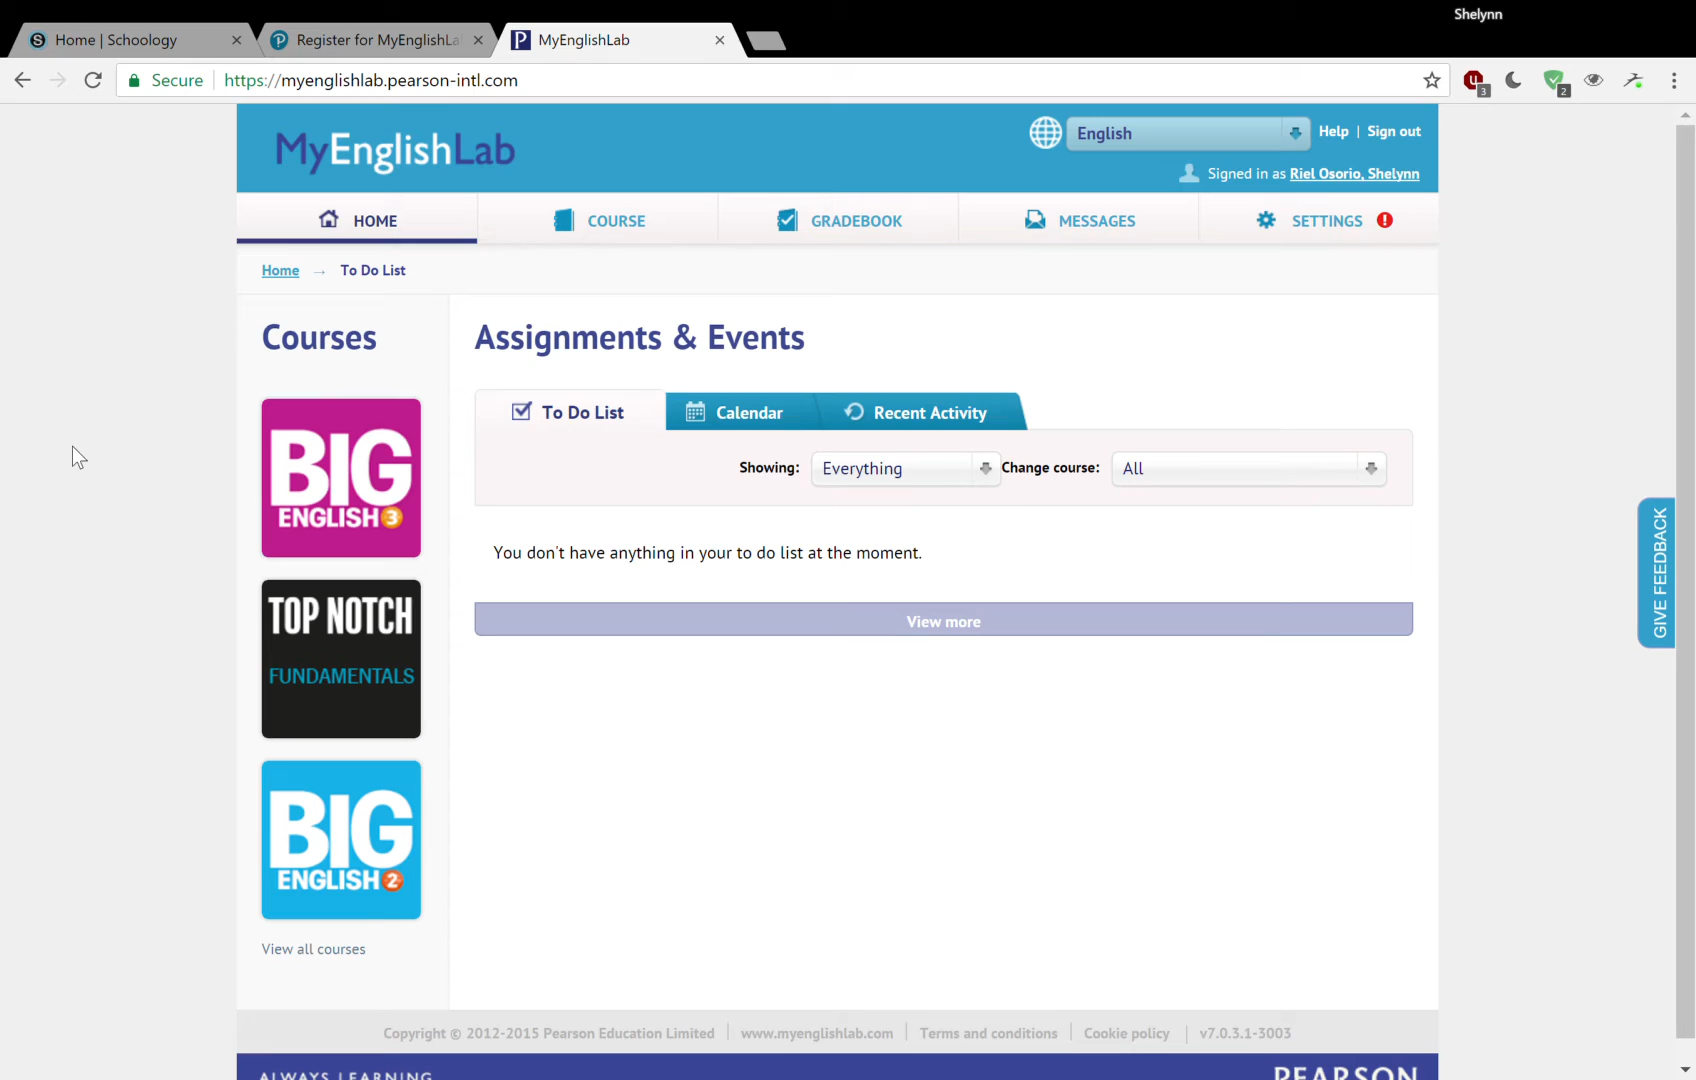 Shelynn
Home | Schoology
Register for MyEnglishLa
MyEnglishLab
Secure
https://myenglishlab.pearson-intl.com
3
2
MyEnglishLab
English
Help | Sign out
Signed in as Riel Osorio, Shelynn
HOME
COURSE
GRADEBOOK
MESSAGES
SETTINGS
Home → To Do List
Courses
BIG
ENGLISH 3
TOP NOTCH
FUNDAMENTALS
BIG
ENGLISH 2
View all courses
Assignments & Events
To Do List
Calendar
Recent Activity
Showing: Everything
Change course: All
You don't have anything in your to do list at the moment.
View more
GIVE FEEDBACK
Copyright © 2012-2015 Pearson Education Limited | www.myenglishlab.com | Terms and conditions | Cookie policy | v7.0.3.1-3003
ALWAYS LEARNING
PEARSON